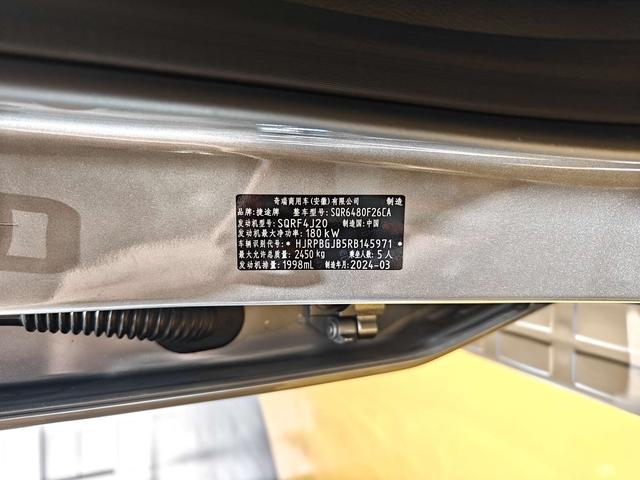 奇瑞商用车(安徽)有限公司 制造
品牌:捷途牌 整车型号:SQR6480F26CA
发动机型号:SQRF4J20 制造国:中国
发动机最大净功率:180kW
车辆识别代号:* HJRPBGJB5RB145971 *
最大允许总质量:2450kg 乘坐人数:5人
发动机排量:1998mL 制造年月:2024-03